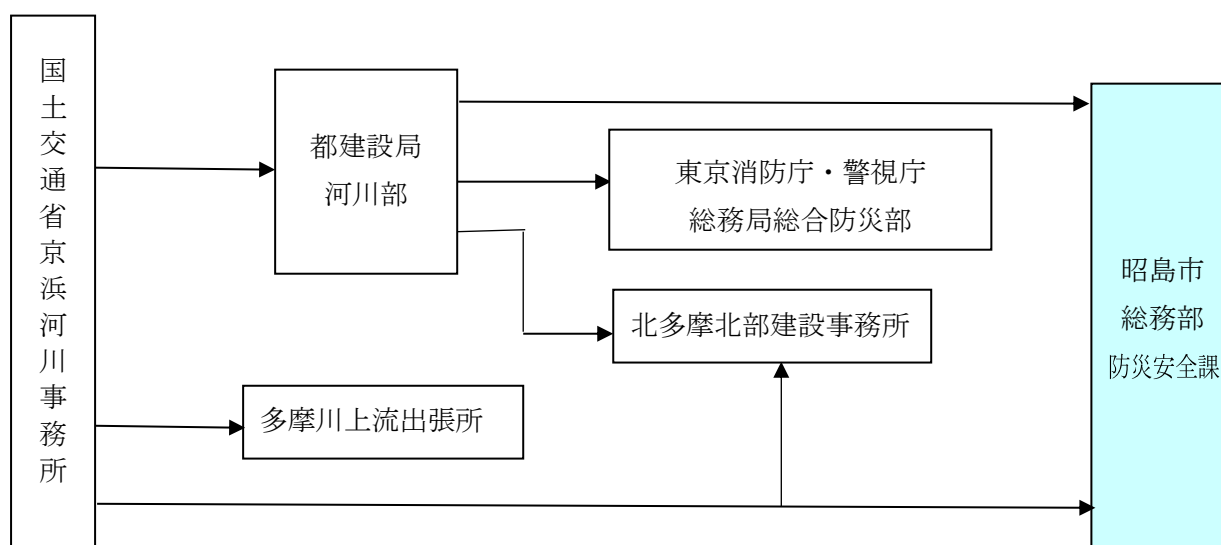 国土交通省京浜河川事務所
都建設局
河川部
東京消防庁・警視庁
総務局総合防災部
北多摩北部建設事務所
多摩川上流出張所
昭島市
総務部
防災安全課